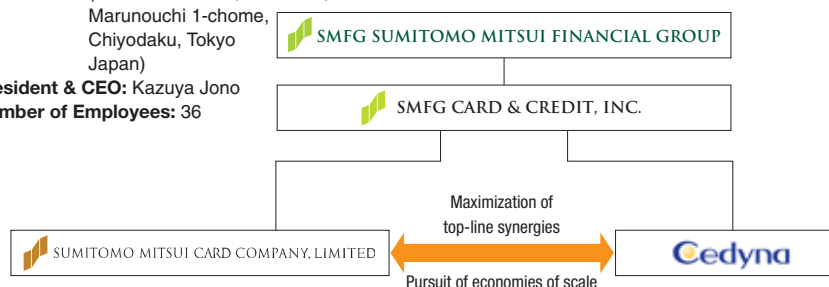 Marunouchi 1-chome,
Chiyodaku, Tokyo
Japan)
esident & CEO: Kazuya Jono
mber of Employees: 36
SMFG SUMITOMO MITSUI FINANCIAL GROUP
SMFG CARD & CREDIT, INC.
Maximization of
top-line synergies
SUMITOMO MITSUI CARD COMPANY, LIMITED
Cedyna
Pursuit of economies of scale